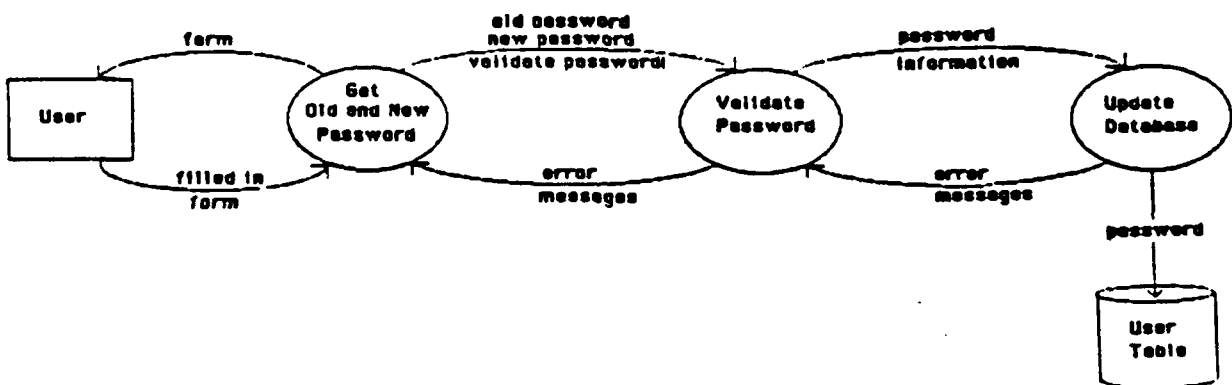 form
old password
new password
validate password
password
information
User
Get
Old and New
Password
Validate
Password
Update
Database
filled in
form
error
messages
error
messages
password
User
Table